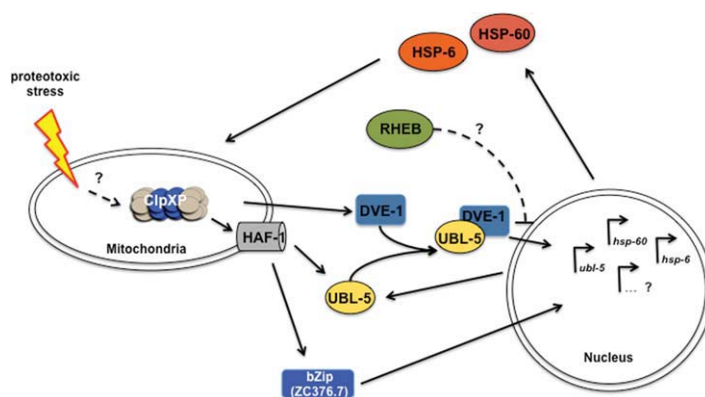 HSP-6
HSP-60
proteotoxic
stress
RHEB
?
?
ClpXP
DVE-1
DVE-1
HAF-1
UBL-5
Mitochondria
hsp-60
ubl-5
hsp-6
... ?
UBL-5
Nucleus
bZip
(ZC376.7)